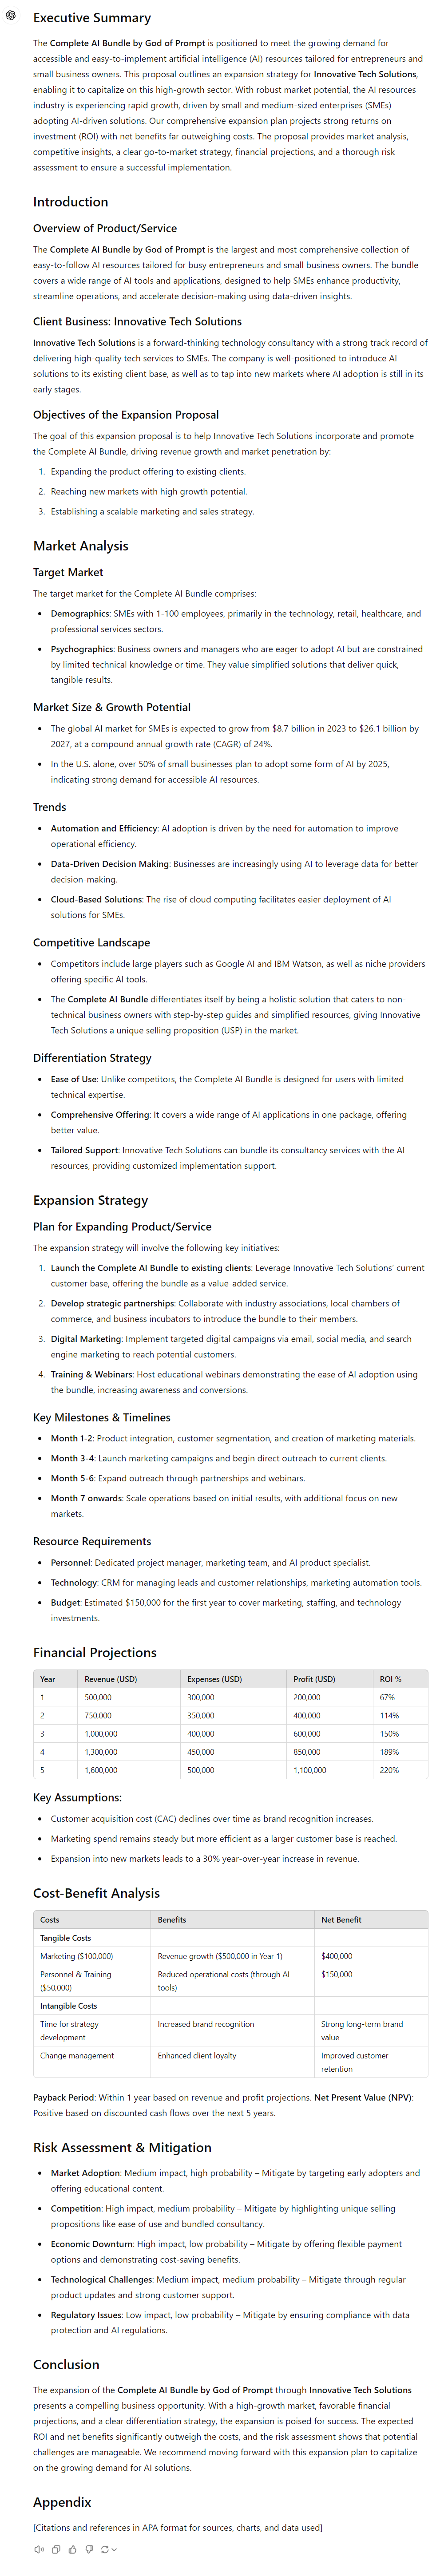 Executive Summary
The Complete AI Bundle by God of Prompt is positioned to meet the growing demand for
accessible and easy-to-implement artificial intelligence (AI) resources tailored for entrepreneurs and
small business owners. This proposal outlines an expansion strategy for Innovative Tech Solutions,
enabling it to capitalize on this high-growth sector. With robust market potential, the AI resources
industry is experiencing rapid growth, driven by small and medium-sized enterprises (SMEs)
adopting AI-driven solutions. Our comprehensive expansion plan projects strong returns on
investment (ROI) with net benefits far outweighing costs. The proposal provides market analysis,
competitive insights, a clear go-to-market strategy, financial projections, and a thorough risk
assessment to ensure a successful implementation.
Introduction
Overview of Product/Service
The Complete AI Bundle by God of Prompt is the largest and most comprehensive collection of
easy-to-follow AI resources tailored for busy entrepreneurs and small business owners. The bundle
covers a wide range of AI tools and applications, designed to help SMEs enhance productivity,
streamline operations, and accelerate decision-making using data-driven insights.
Client Business: Innovative Tech Solutions
Innovative Tech Solutions is a forward-thinking technology consultancy with a strong track record of
delivering high-quality tech services to SMEs. The company is well-positioned to introduce AI
solutions to its existing client base, as well as to tap into new markets where AI adoption is still in its
early stages.
Objectives of the Expansion Proposal
The goal of this expansion proposal is to help Innovative Tech Solutions incorporate and promote
the Complete AI Bundle, driving revenue growth and market penetration by:
1. Expanding the product offering to existing clients.
2. Reaching new markets with high growth potential.
3. Establishing a scalable marketing and sales strategy.
Market Analysis
Target Market
The target market for the Complete AI Bundle comprises:
• Demographics: SMEs with 1-100 employees, primarily in the technology, retail, healthcare, and
professional services sectors.
• Psychographics: Business owners and managers who are eager to adopt AI but are constrained
by limited technical knowledge or time. They value simplified solutions that deliver quick,
tangible results.
Market Size & Growth Potential
• The global AI market for SMEs is expected to grow from $8.7 billion in 2023 to $26.1 billion by
2027, at a compound annual growth rate (CAGR) of 24%.
• In the U.S. alone, over 50% of small businesses plan to adopt some form of AI by 2025,
indicating strong demand for accessible AI resources.
Trends
• Automation and Efficiency: AI adoption is driven by the need for automation to improve
operational efficiency.
• Data-Driven Decision Making: Businesses are increasingly using AI to leverage data for better
decision-making.
• Cloud-Based Solutions: The rise of cloud computing facilitates easier deployment of AI
solutions for SMEs.
Competitive Landscape
• Competitors include large players such as Google AI and IBM Watson, as well as niche providers
offering specific AI tools.
• The Complete AI Bundle differentiates itself by being a holistic solution that caters to non-
technical business owners with step-by-step guides and simplified resources, giving Innovative
Tech Solutions a unique selling proposition (USP) in the market.
Differentiation Strategy
• Ease of Use: Unlike competitors, the Complete AI Bundle is designed for users with limited
technical expertise.
• Comprehensive Offering: It covers a wide range of AI applications in one package, offering
better value.
• Tailored Support: Innovative Tech Solutions can bundle its consultancy services with the AI
resources, providing customized implementation support.
Expansion Strategy
Plan for Expanding Product/Service
The expansion strategy will involve the following key initiatives:
1. Launch the Complete AI Bundle to existing clients: Leverage Innovative Tech Solutions' current
customer base, offering the bundle as a value-added service.
2. Develop strategic partnerships: Collaborate with industry associations, local chambers of
commerce, and business incubators to introduce the bundle to their members.
3. Digital Marketing: Implement targeted digital campaigns via email, social media, and search
engine marketing to reach potential customers.
4. Training & Webinars: Host educational webinars demonstrating the ease of AI adoption using
the bundle, increasing awareness and conversions.
Key Milestones & Timelines
• Month 1-2: Product integration, customer segmentation, and creation of marketing materials.
• Month 3-4: Launch marketing campaigns and begin direct outreach to current clients.
• Month 5-6: Expand outreach through partnerships and webinars.
• Month 7 onwards: Scale operations based on initial results, with additional focus on new
markets.
Resource Requirements
• Personnel: Dedicated project manager, marketing team, and AI product specialist.
• Technology: CRM for managing leads and customer relationships, marketing automation tools.
• Budget: Estimated $150,000 for the first year to cover marketing, staffing, and technology
investments.
Financial Projections
Year Revenue (USD) Expenses (USD) Profit (USD) ROI %
1 500,000 300,000 200,000 67%
2 750,000 350,000 400,000 114%
3 1,000,000 400,000 600,000 150%
4 1,300,000 450,000 850,000 189%
5 1,600,000 500,000 1,100,000 220%
Key Assumptions:
• Customer acquisition cost (CAC) declines over time as brand recognition increases.
• Marketing spend remains steady but more efficient as a larger customer base is reached.
• Expansion into new markets leads to a 30% year-over-year increase in revenue.
Cost-Benefit Analysis
Costs Benefits Net Benefit
Tangible Costs
Marketing ($100,000) Revenue growth ($500,000 in Year 1) $400,000
Personnel & Training Reduced operational costs (through AI $150,000
($50,000) tools)
Intangible Costs
Time for strategy Increased brand recognition Strong long-term brand
development value
Change management Enhanced client loyalty Improved customer
retention
Payback Period: Within 1 year based on revenue and profit projections. Net Present Value (NPV):
Positive based on discounted cash flows over the next 5 years.
Risk Assessment & Mitigation
• Market Adoption: Medium impact, high probability – Mitigate by targeting early adopters and
offering educational content.
• Competition: High impact, medium probability – Mitigate by highlighting unique selling
propositions like ease of use and bundled consultancy.
• Economic Downturn: High impact, low probability – Mitigate by offering flexible payment
options and demonstrating cost-saving benefits.
• Technological Challenges: Medium impact, medium probability – Mitigate through regular
product updates and strong customer support.
• Regulatory Issues: Low impact, low probability – Mitigate by ensuring compliance with data
protection and AI regulations.
Conclusion
The expansion of the Complete AI Bundle by God of Prompt through Innovative Tech Solutions
presents a compelling business opportunity. With a high-growth market, favorable financial
projections, and a clear differentiation strategy, the expansion is poised for success. The expected
ROI and net benefits significantly outweigh the costs, and the risk assessment shows that potential
challenges are manageable. We recommend moving forward with this expansion plan to capitalize
on the growing demand for AI solutions.
Appendix
[Citations and references in APA format for sources, charts, and data used]